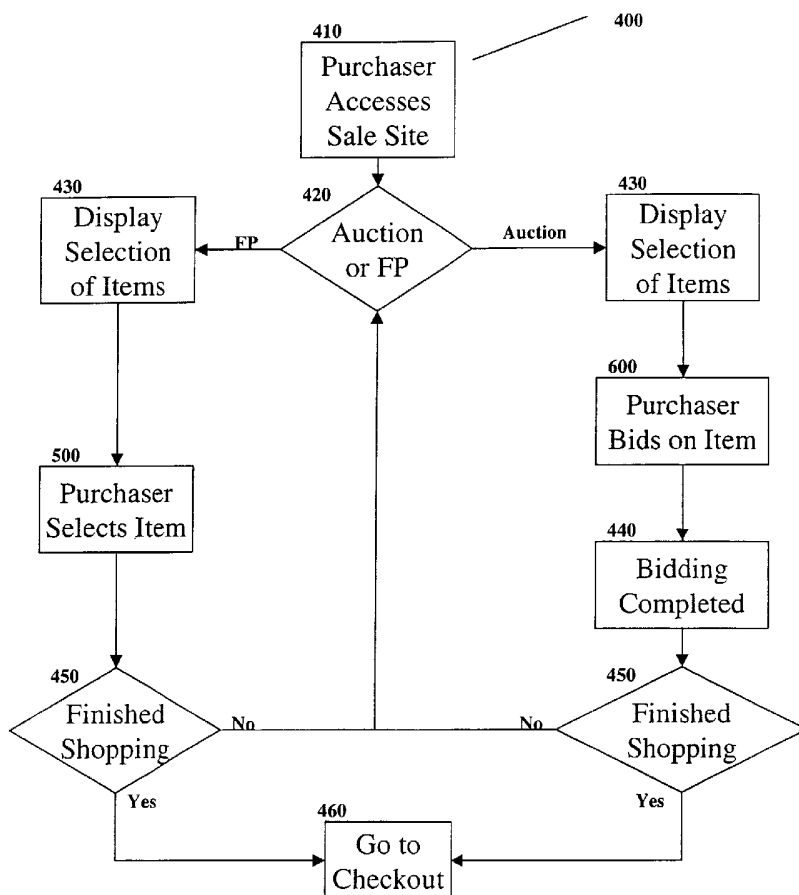 410
400
Purchaser
Accesses
Sale Site
430
420
430
Display
Selection
of Items
FP
Auction
or FP
Auction
Display
Selection
of Items
600
Purchaser
Bids on Item
500
Purchaser
Selects Item
440
Bidding
Completed
450
450
Finished
Shopping
No
No
Finished
Shopping
Yes
460
Yes
Go to
Checkout